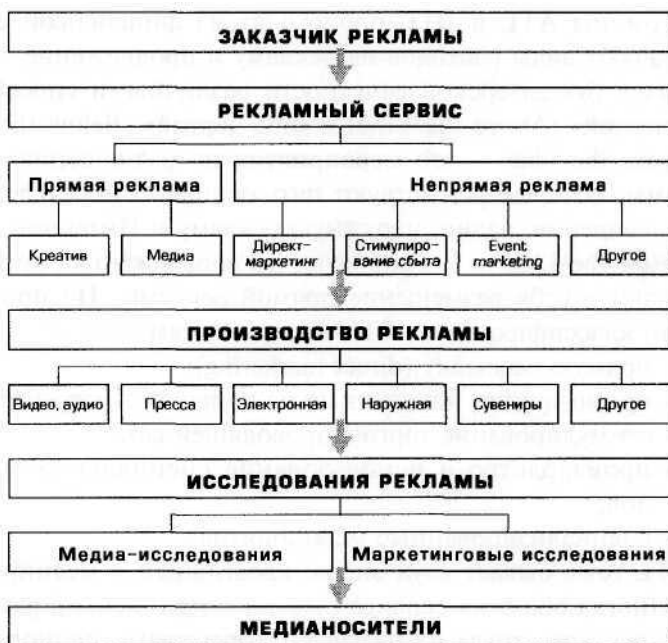 ЗАКАЗЧИК РЕКЛАМЫ
РЕКЛАМНЫЙ СЕРВИС
Прямая реклама
Непрямая реклама
Креатив
Медиа
Директ-
маркетинг
Стимулиро-
вание сбыта
Event
marketing
Другое
ПРОИЗВОДСТВО РЕКЛАМЫ
Видео, аудио
Пресса
Электронная
Наружная
Сувениры
Другое
ИССЛЕДОВАНИЯ РЕКЛАМЫ
Медиа-исследования
Маркетинговые исследования
МЕДИАНОСИТЕЛИ